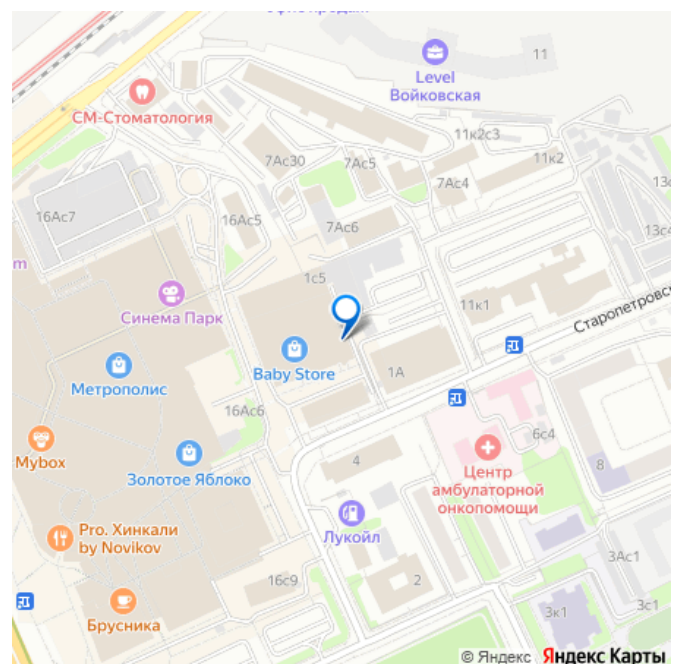 Level
Войковская
11
СМ-Стоматология
11к2с3
7Ас30
7Ас5
11к2
7Ас4
16Ас7
16Ас5
7Ас6
13с4
1с5
Синема Парк
11к1
Старопетровс
Baby Store
1А
Метрополис
16Ас6
6с4
Mybox
Золотое Яблоко
4
Центр
амбулаторной
онкопомощи
8
Лукойл
Pro. Хинкали
by Novikov
3Ас1
16с9
2
3к1
3с1
Брусника
© Яндекс Яндекс Карты